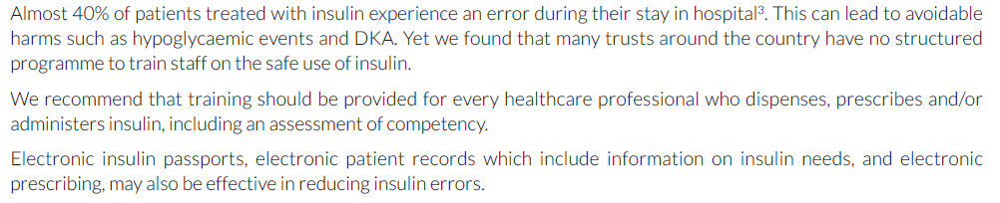 Almost 40% of patients treated with insulin experience an error during their stay in hospital³. This can lead to avoidable
harms such as hypoglycaemic events and DKA. Yet we found that many trusts around the country have no structured
programme to train staff on the safe use of insulin.
We recommend that training should be provided for every healthcare professional who dispenses, prescribes and/or
administers insulin, including an assessment of competency.
Electronic insulin passports, electronic patient records which include information on insulin needs, and electronic
prescribing, may also be effective in reducing insulin errors.